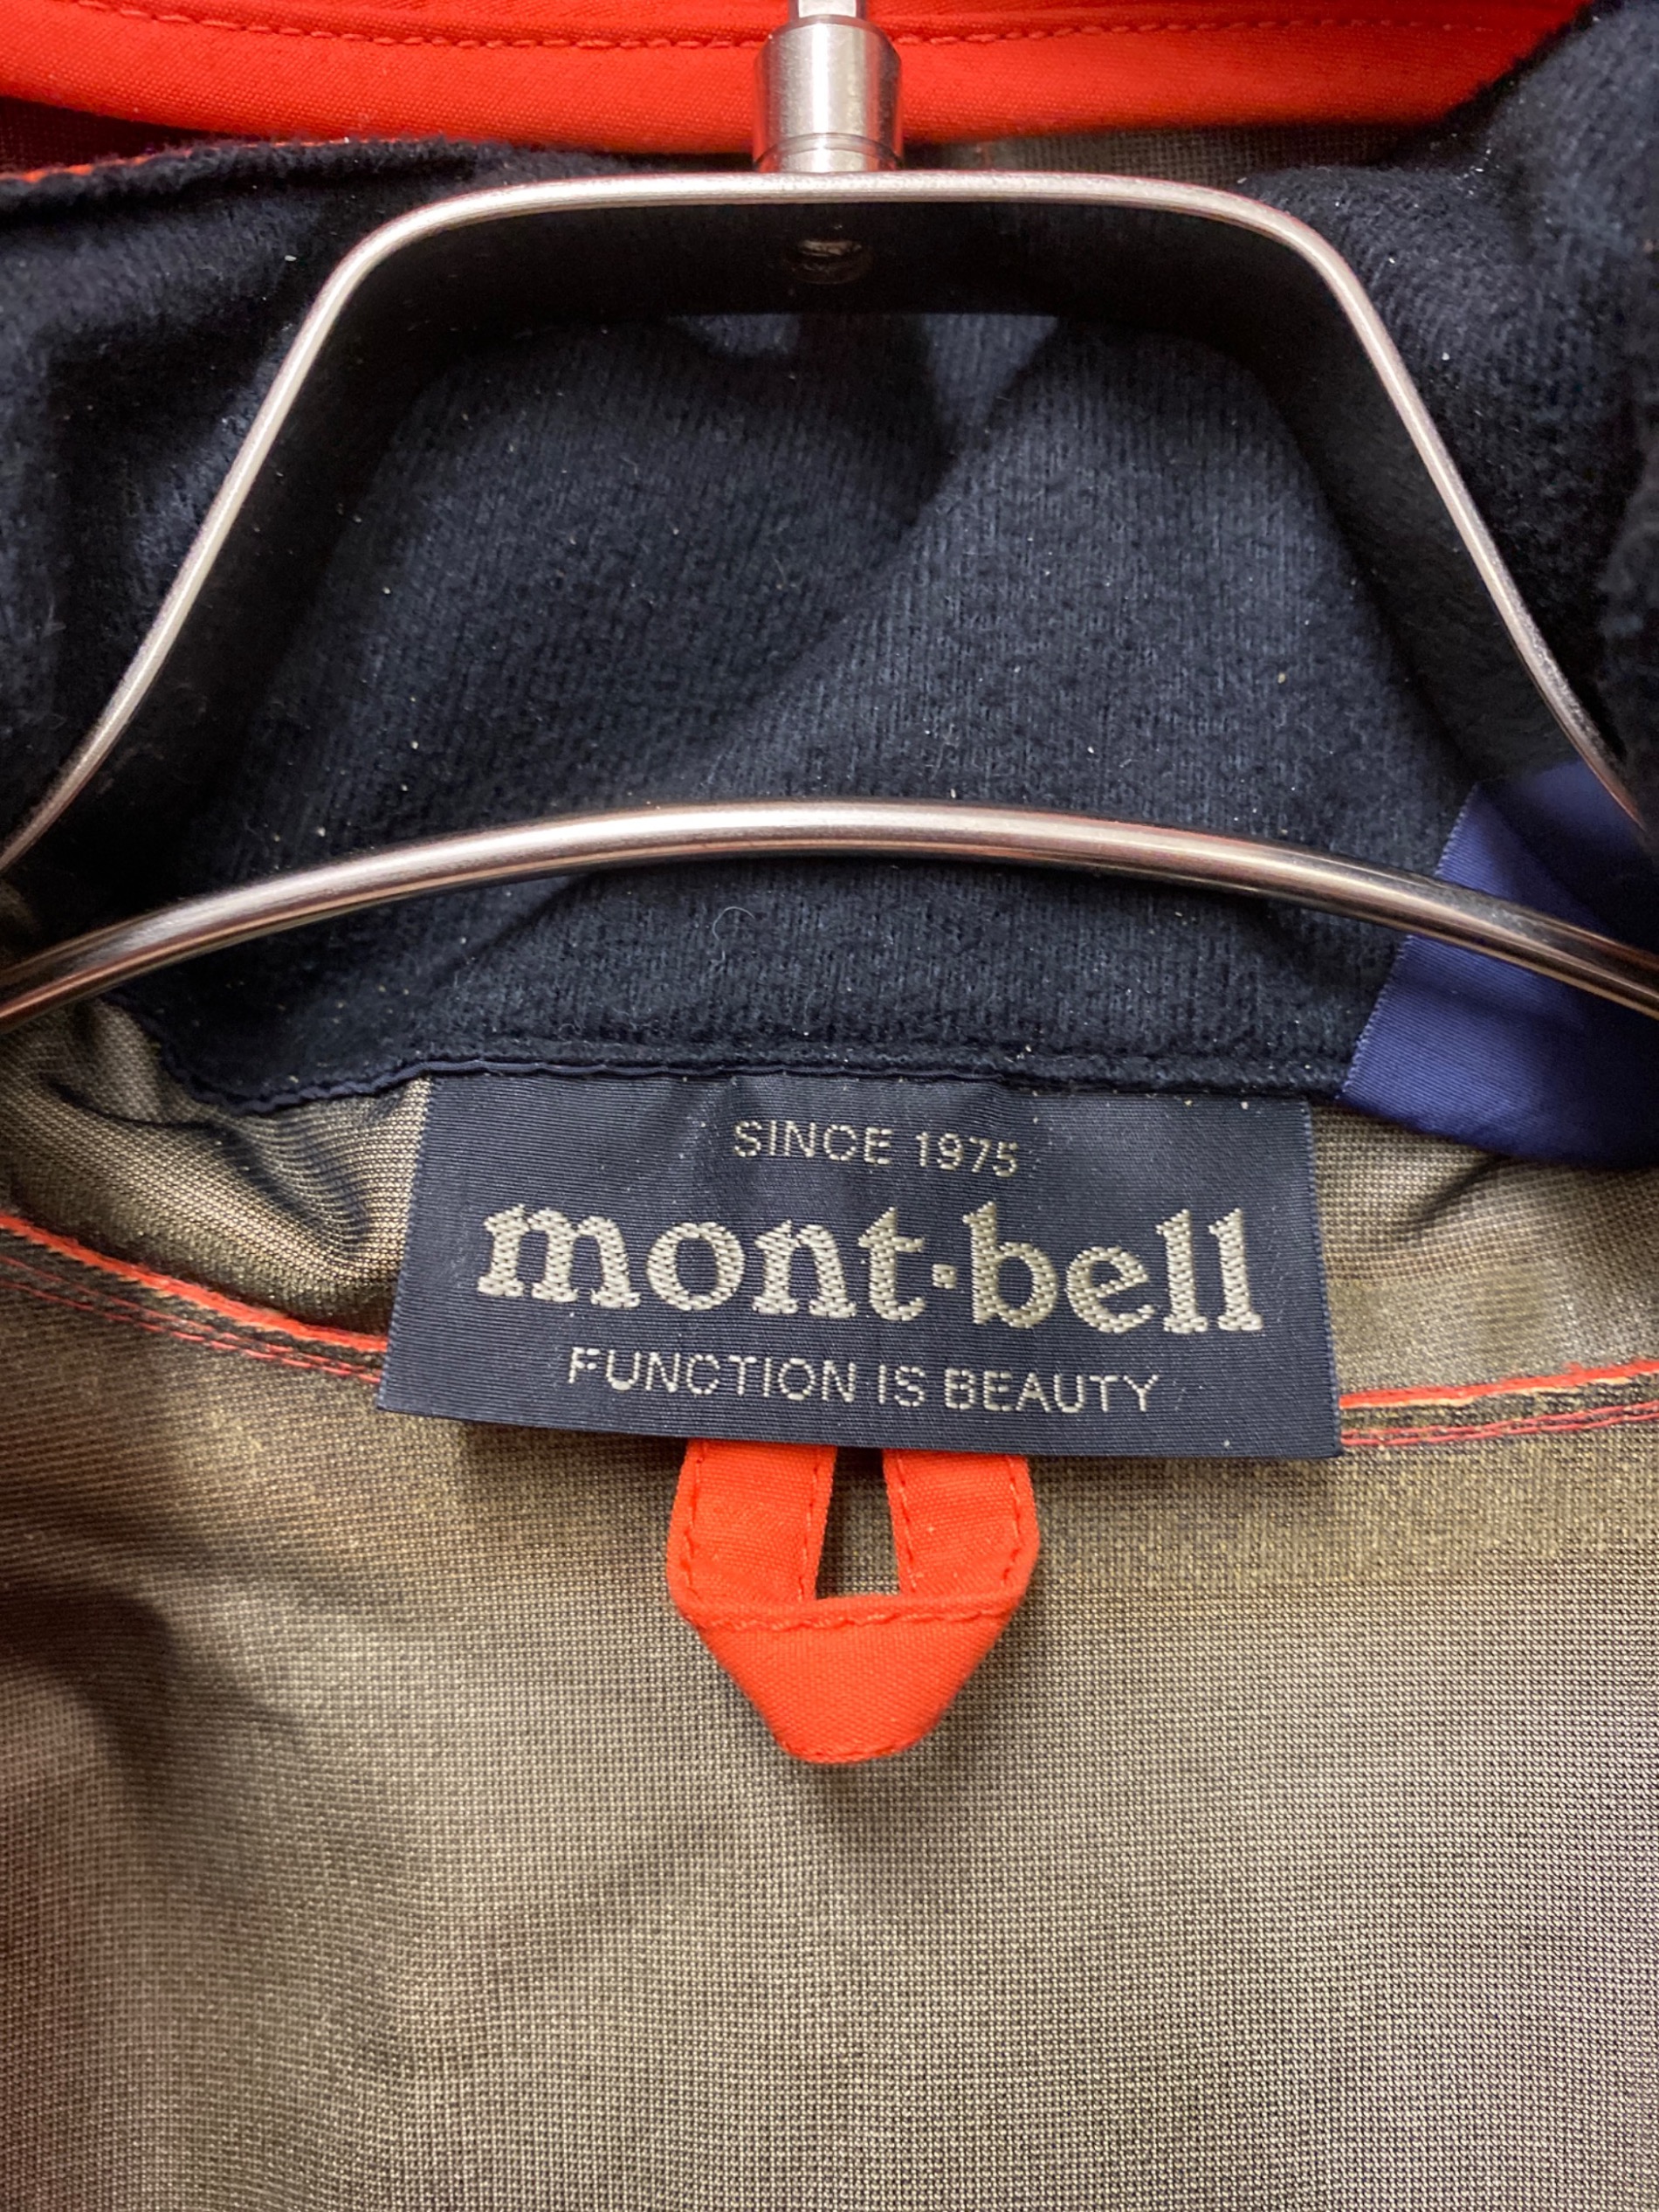 SINCE 1975
mont·bell
FUNCTION IS BEAUTY